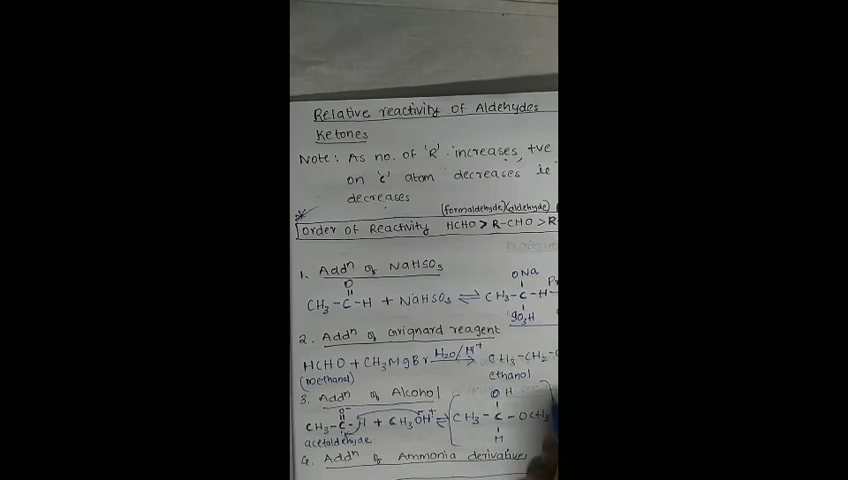 Relative reactivity of Aldehydes
Ketones
Note: As no. of 'R' increases, +ve
on 'c' atom decreases ie
decreases
(formaldehyde) (aldehyde)
Order of Reactivity HCHO > R-CHO > R
1. Addⁿ of NaHSO₃
O ONa
CH₃-C-H + NaHSO₃ ⇌ CH₃-C-H
SO₃H
2. Addⁿ of Grignard reagent
HCHO + CH₃MgBr H₂O/H⁺ → CH₃-CH₂-
(methanal) ethanol
3. Addⁿ of Alcohol
OH
CH₃-C-H + CH₃OH ⇌ CH₃-C-OCH₃
acetaldehyde H
4. Addⁿ of Ammonia derivatives